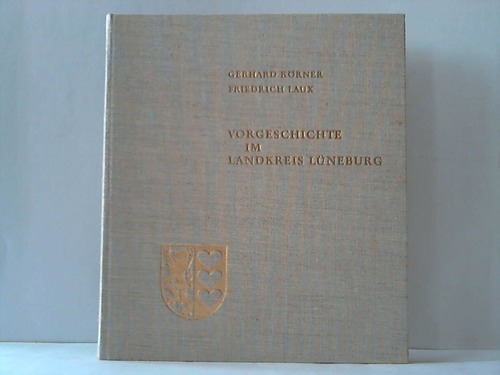 GERHARD KÖRNER
FRIEDRICH LAUX
VORGESCHICHTE
IM
LANDKREIS LÜNEBURG